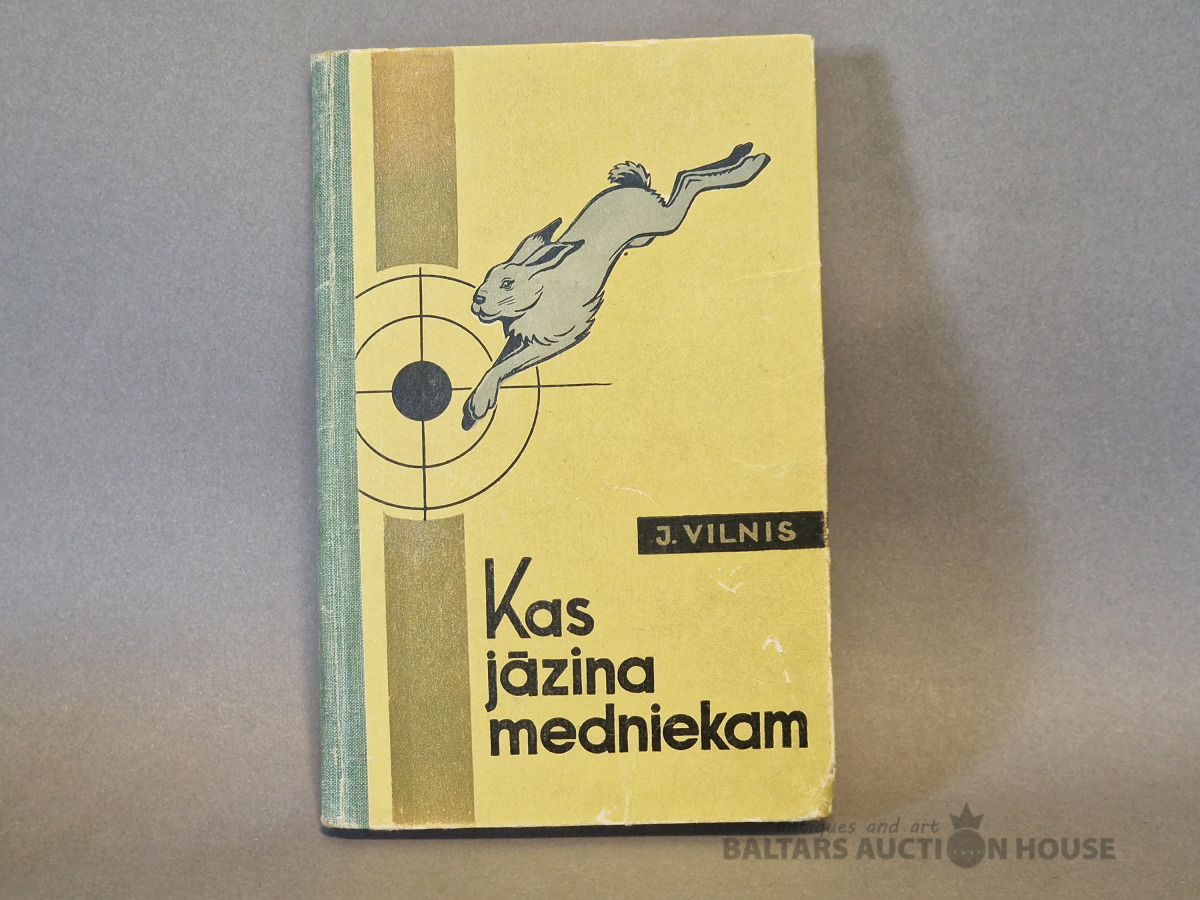 J. VILNIS
Kas
jāzina
medniekam
antiques and art
BALTARS AUCTION HOUSE